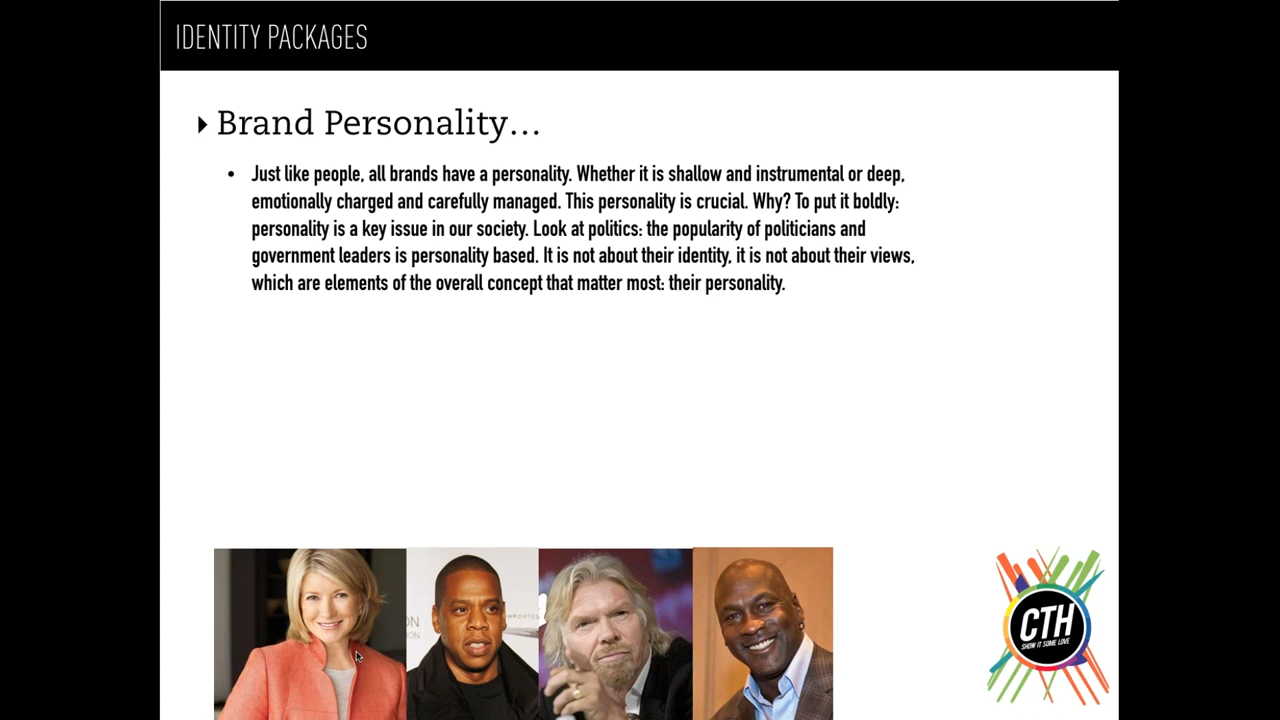 IDENTITY PACKAGES
Brand Personality...
• Just like people, all brands have a personality. Whether it is shallow and instrumental or deep,
emotionally charged and carefully managed. This personality is crucial. Why? To put it boldly:
personality is a key issue in our society. Look at politics: the popularity of politicians and
government leaders is personality based. It is not about their identity, it is not about their views,
which are elements of the overall concept that matter most: their personality.
ON
ION
IMPORTED
CTH
SHOW IT SOME LOVE